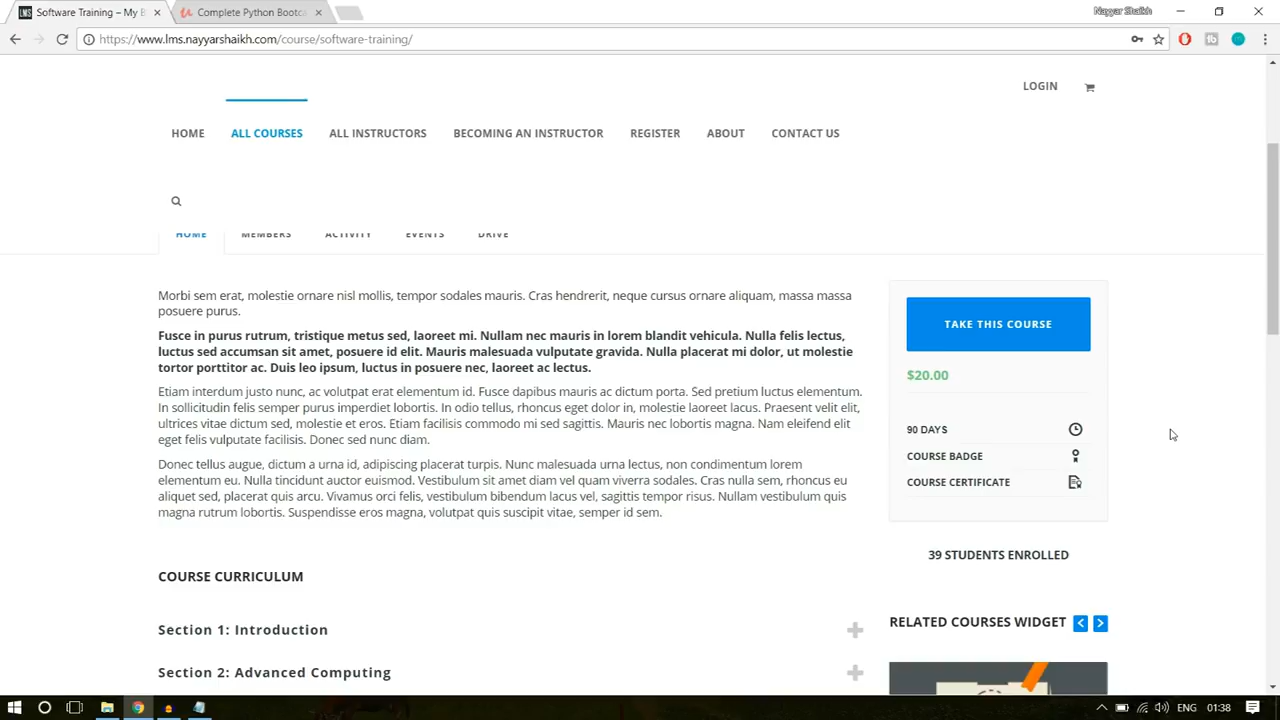 Software Training – My B
Complete Python Bootca
Nayyar Shaikh
https://www.lms.nayyarshaikh.com/course/software-training/
LOGIN
HOME ALL COURSES ALL INSTRUCTORS BECOMING AN INSTRUCTOR REGISTER ABOUT CONTACT US
HOME MEMBERS ACTIVITY EVENTS DRIVE
Morbi sem erat, molestie ornare nisl mollis, tempor sodales mauris. Cras hendrerit, neque cursus ornare aliquam, massa massa
posuere purus.
Fusce in purus rutrum, tristique metus sed, laoreet mi. Nullam nec mauris in lorem blandit vehicula. Nulla felis lectus,
luctus sed accumsan sit amet, posuere id elit. Mauris malesuada vulputate gravida. Nulla placerat mi dolor, ut molestie
tortor porttitor ac. Duis leo ipsum, luctus in posuere nec, laoreet ac lectus.
Etiam interdum justo nunc, ac volutpat erat elementum id. Fusce dapibus mauris ac dictum porta. Sed pretium luctus elementum.
In sollicitudin felis semper purus imperdiet lobortis. In odio tellus, rhoncus eget dolor in, molestie laoreet lacus. Praesent velit elit,
ultrices vitae dictum sed, molestie et eros. Etiam facilisis commodo mi sed sagittis. Mauris nec lobortis magna. Nam eleifend elit
eget felis vulputate facilisis. Donec sed nunc diam.
Donec tellus augue, dictum a urna id, adipiscing placerat turpis. Nunc malesuada urna lectus, non condimentum lorem
elementum eu. Nulla tincidunt auctor euismod. Vestibulum sit amet diam vel quam viverra sodales. Cras nulla sem, rhoncus eu
aliquet sed, placerat quis arcu. Vivamus orci felis, vestibulum bibendum lacus vel, sagittis tempor risus. Nullam vestibulum quis
magna rutrum lobortis. Suspendisse eros magna, volutpat quis suscipit vitae, semper id sem.
TAKE THIS COURSE
$20.00
90 DAYS
COURSE BADGE
COURSE CERTIFICATE
39 STUDENTS ENROLLED
COURSE CURRICULUM
Section 1: Introduction
Section 2: Advanced Computing
RELATED COURSES WIDGET
ENG 01:38